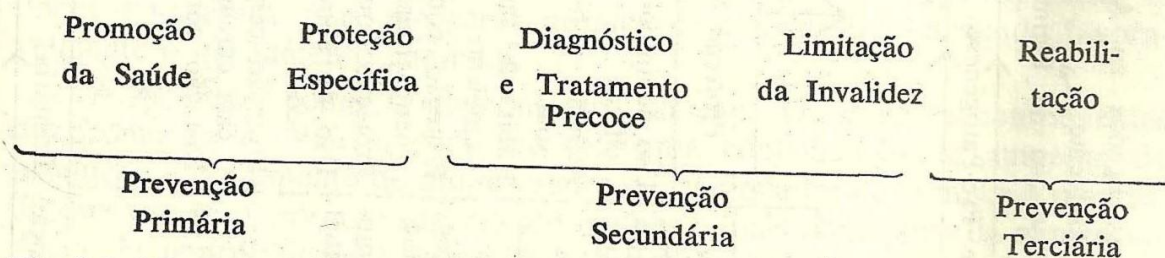 Promoção
da Saúde
Proteção
Específica
Diagnóstico
e Tratamento
Precoce
Limitação
da Invalidez
Reabili-
tação
Prevenção
Primária
Prevenção
Secundária
Prevenção
Terciária